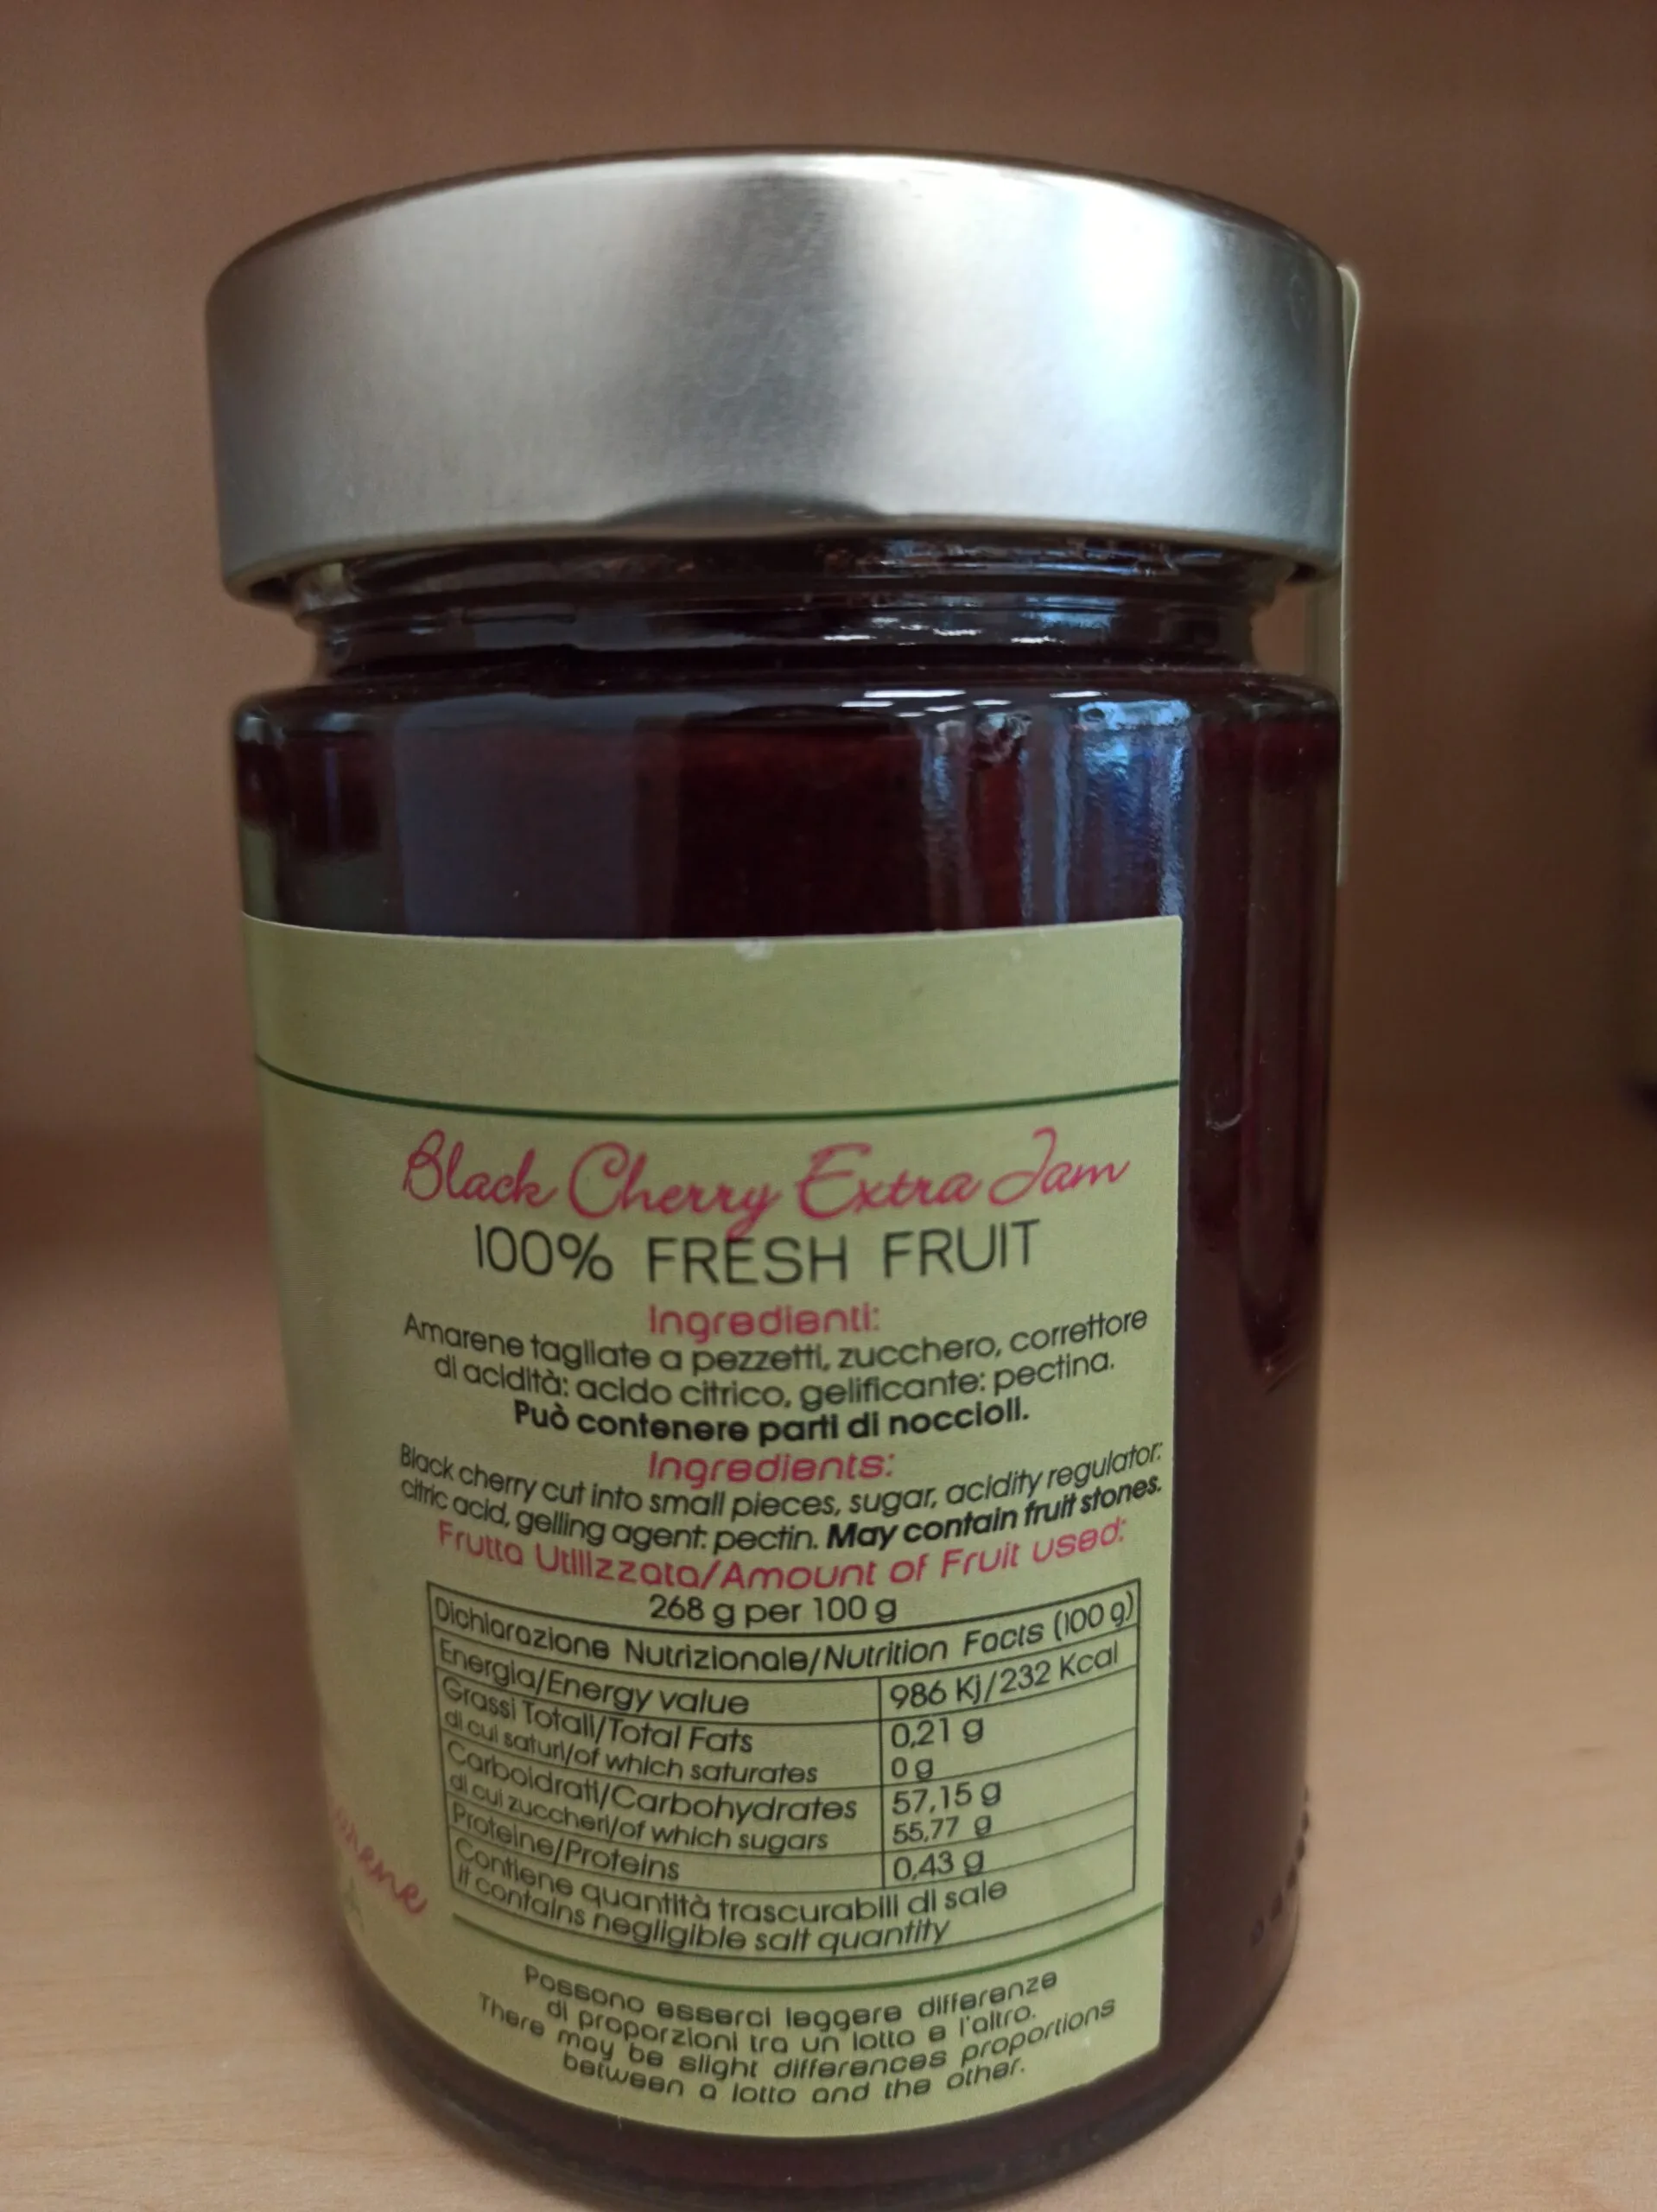 Black Cherry Extra Jam
100% FRESH FRUIT
Ingredienti:
Amarene tagliate a pezzetti, zucchero, correttore
di acidità: acido citrico, gelificante: pectina.
Può contenere parti di noccioli.
Ingredients:
Black cherry cut into small pieces, sugar, acidity regulator:
citric acid, gelling agent: pectin. May contain fruit stones.
Frutta Utilizzata/Amount of Fruit used:
268 g per 100 g
Dichiarazione Nutrizionale/Nutrition Facts (100 g)
Energia/Energy value 986 Kj/232 Kcal
Grassi Totali/Total Fats 0,21 g
di cui saturi/of which saturates 0 g
Carboidrati/Carbohydrates 57,15 g
di cui zuccheri/of which sugars 55,77 g
Proteine/Proteins 0,43 g
Contiene quantità trascurabili di sale
it contains negligible salt quantity
Possono esserci leggere differenze
di proporzioni tra un lotto e l'altro.
There may be slight differences proportions
between a lotto and the other.